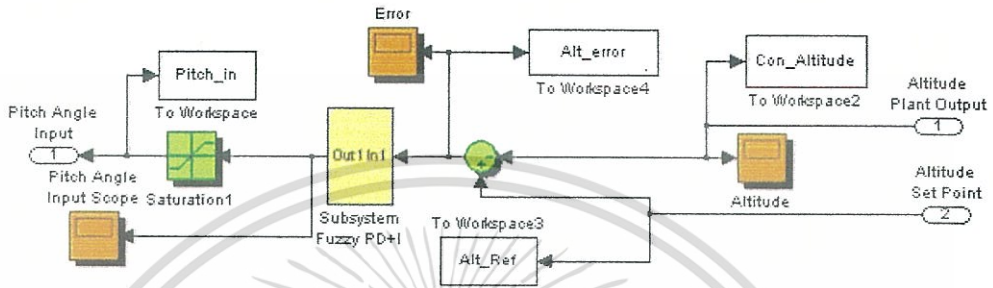 Error
Pitch_in
Alt_error
Con_Altitude
To Workspace
To Workspace4
To Workspace2
Altitude
Plant Output
1
Pitch Angle
Input
1
Out1 In1
-
+
Pitch Angle
Input Scope
Saturation1
Subsystem
Fuzzy PD+I
Altitude
Altitude
Set Point
2
To Workspace3
Alt_Ref